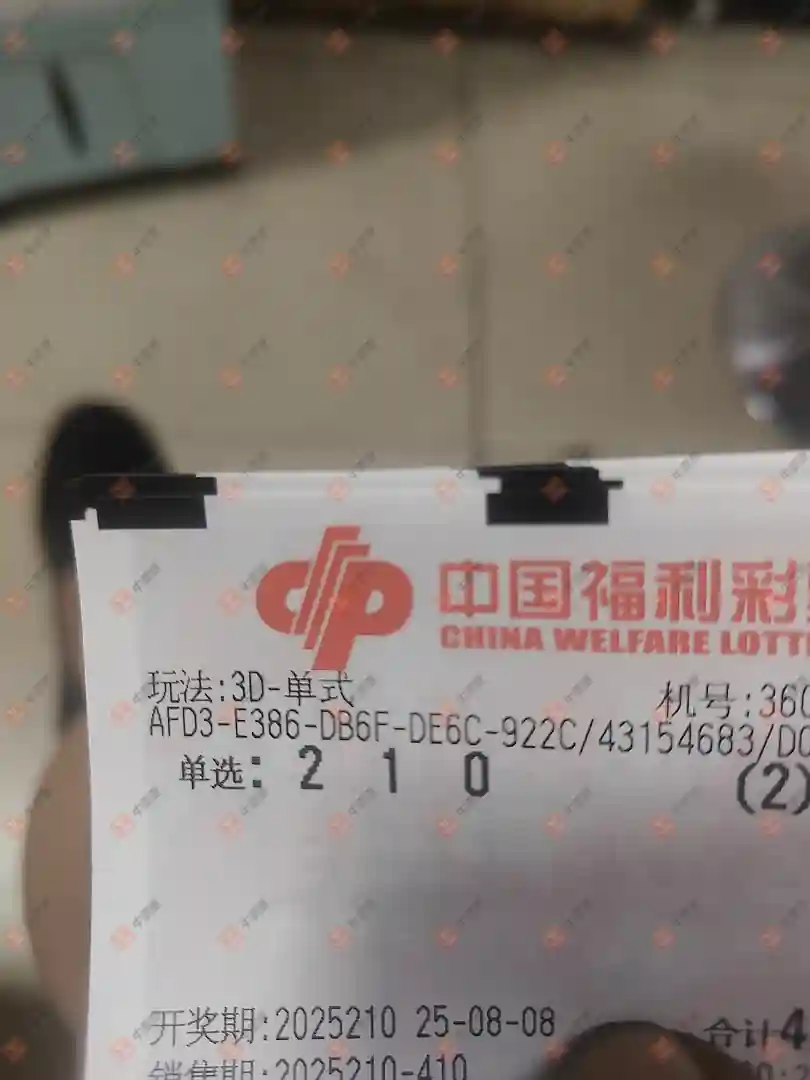 中国福利彩
CHINA WELFARE LOTT
玩法:3D-单式
机号:360
AFD3-E386-DB6F-DE6C-922C/43154683/D0
单选: 2 1 0
(2)
开奖期:2025210 25-08-08
合计4
销售期:2025210-410